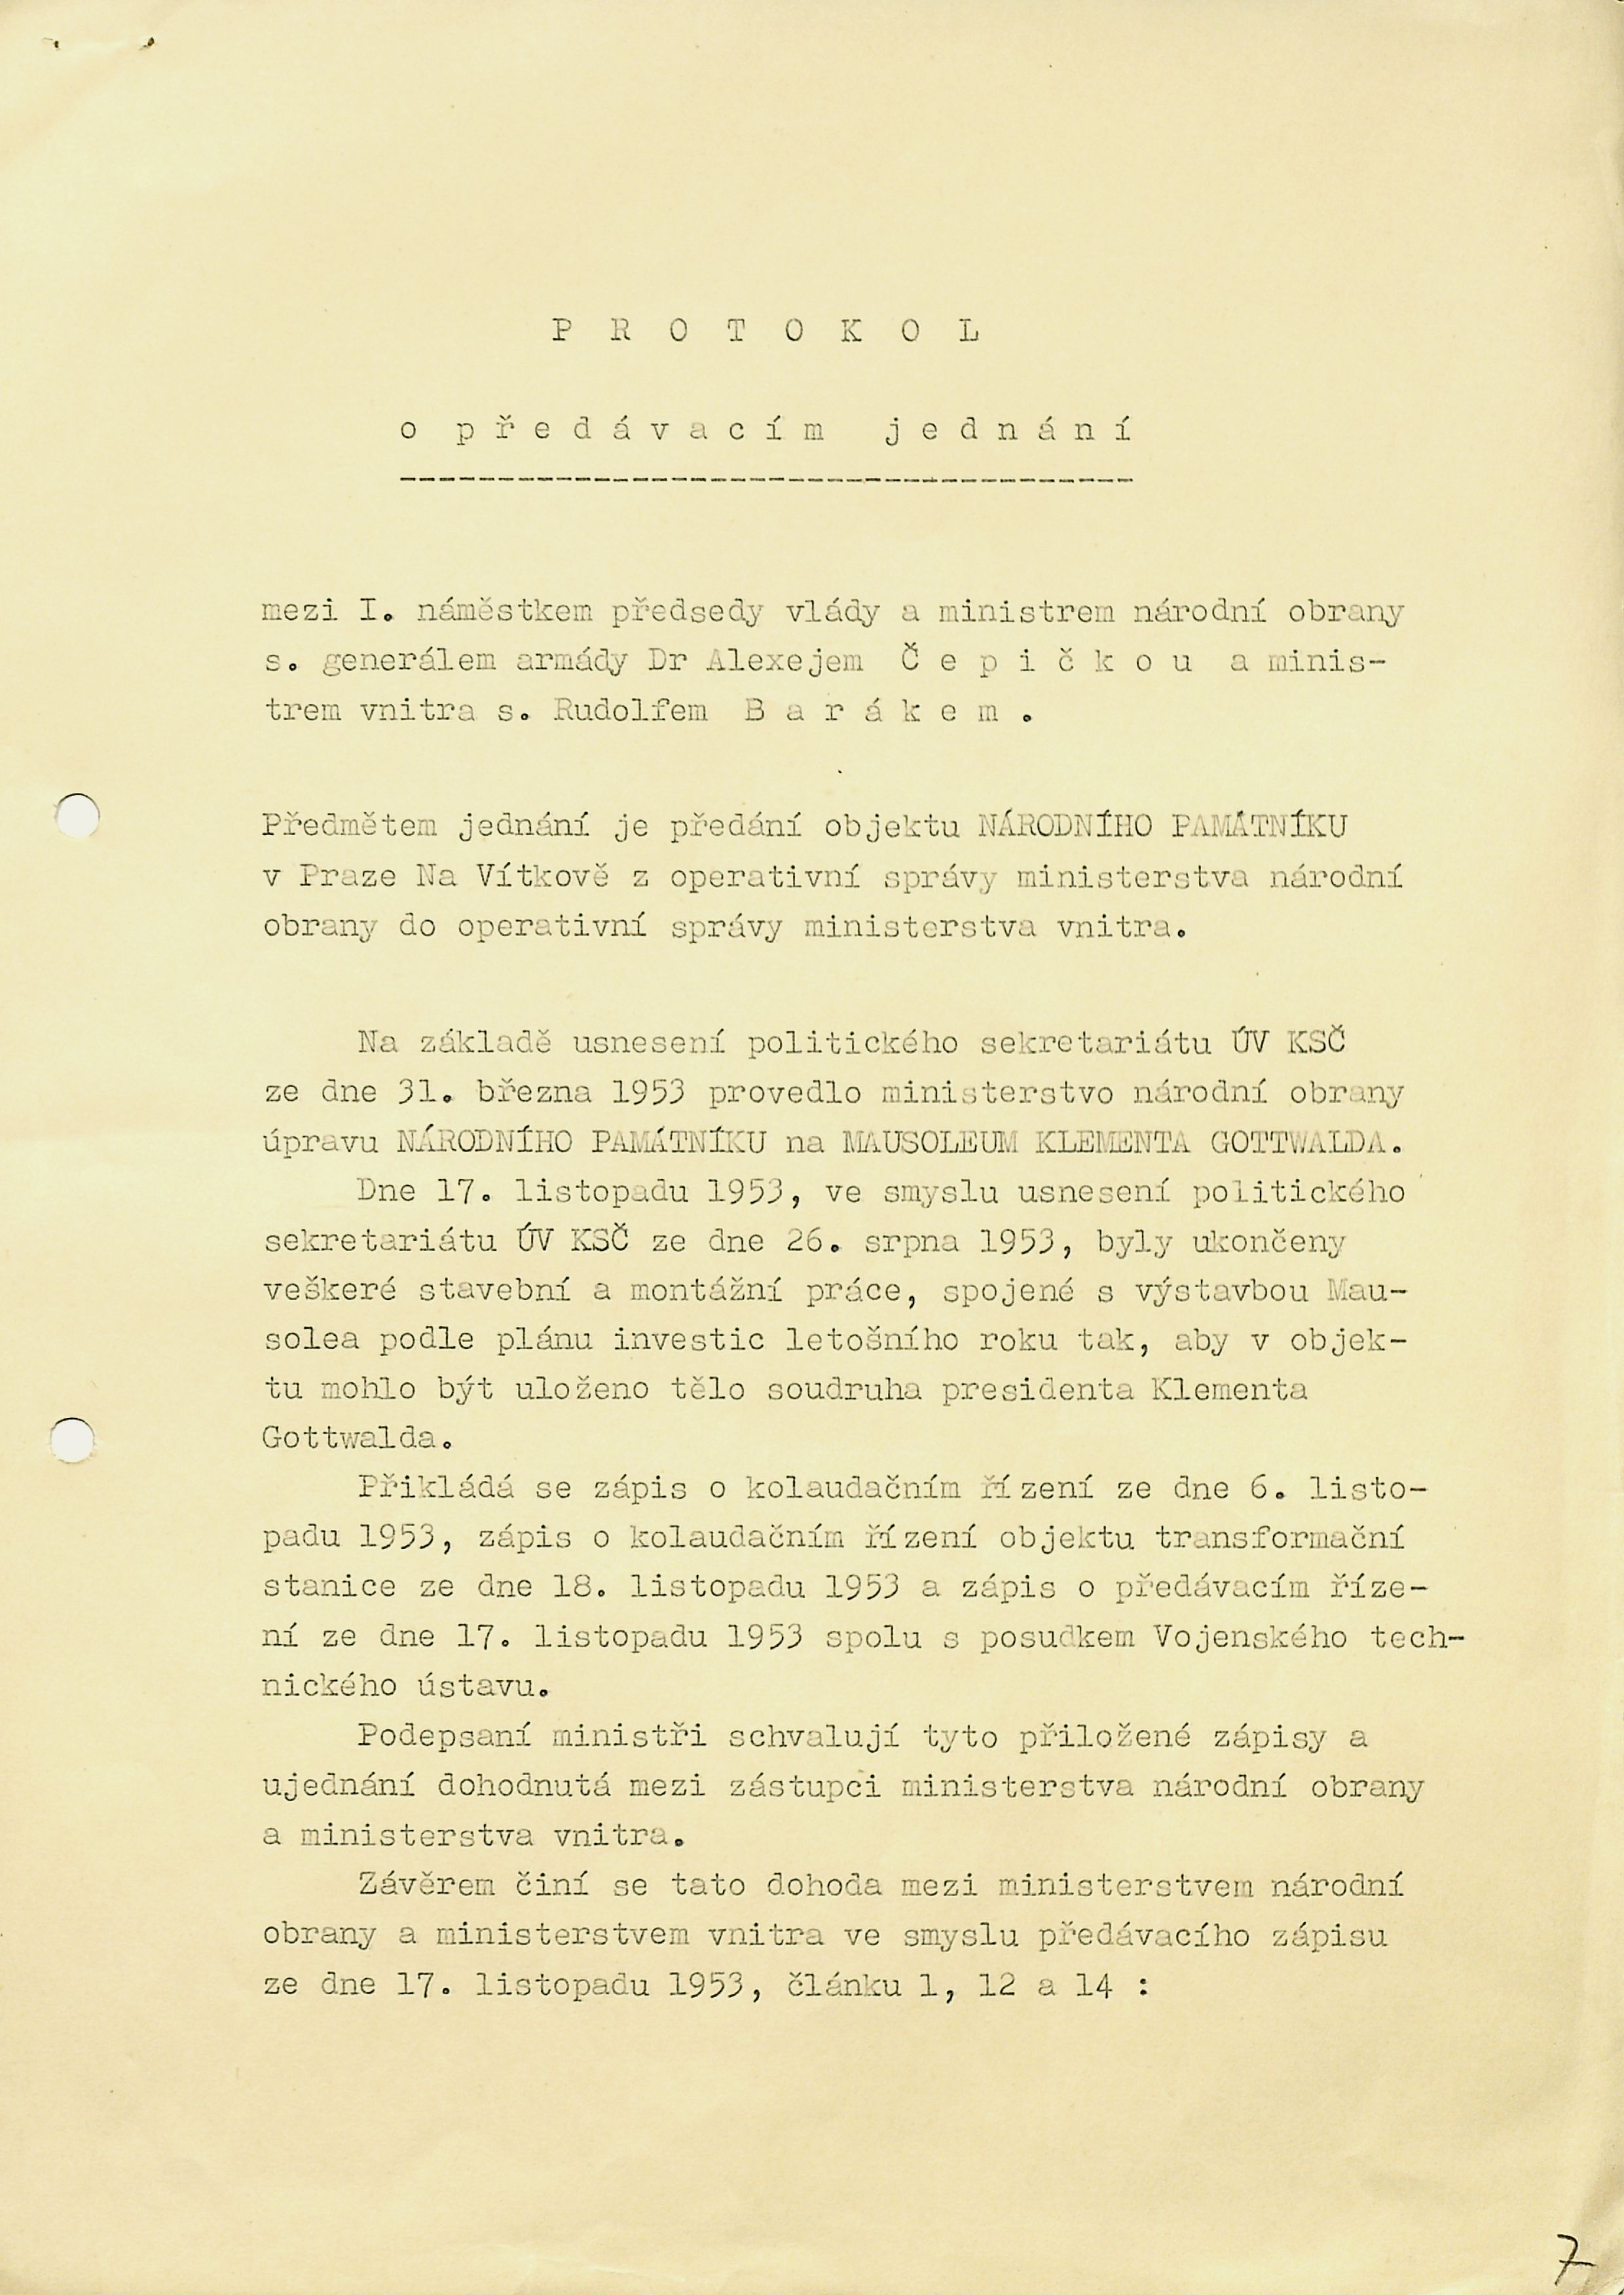 P R O T O K O L
o předávacím jednání
mezi I. náměstkem předsedy vlády a ministrem národní obrany
s. generálem armády Dr Alexejem Č e p i č k o u a minis-
trem vnitra s. Rudolfem B a r á k e m .
Předmětem jednání je předání objektu NÁRODNÍHO PAMÁTNÍKU
v Praze Na Vítkově z operativní správy ministerstva národní
obrany do operativní správy ministerstva vnitra.
Na základě usnesení politického sekretariátu ÚV KSČ
ze dne 31. března 1953 provedlo ministerstvo národní obrany
úpravu NÁRODNÍHO PAMÁTNÍKU na MAUSOLEUM KLEMENTA GOTTWALDA.
Dne 17. listopadu 1953, ve smyslu usnesení politického
sekretariátu ÚV KSČ ze dne 26. srpna 1953, byly ukončeny
veškeré stavební a montážní práce, spojené s výstavbou Mau-
solea podle plánu investic letošního roku tak, aby v objek-
tu mohlo být uloženo tělo soudruha presidenta Klementa
Gottwalda.
Přikládá se zápis o kolaudačním řízení ze dne 6. listo-
padu 1953, zápis o kolaudačním řízení objektu transformační
stanice ze dne 18. listopadu 1953 a zápis o předávacím říze-
ní ze dne 17. listopadu 1953 spolu s posudkem Vojenského tech-
nického ústavu.
Podepsaní ministři schvalují tyto přiložené zápisy a
ujednání dohodnutá mezi zástupci ministerstva národní obrany
a ministerstva vnitra.
Závěrem činí se tato dohoda mezi ministerstvem národní
obrany a ministerstvem vnitra ve smyslu předávacího zápisu
ze dne 17. listopadu 1953, článku 1, 12 a 14 :
7